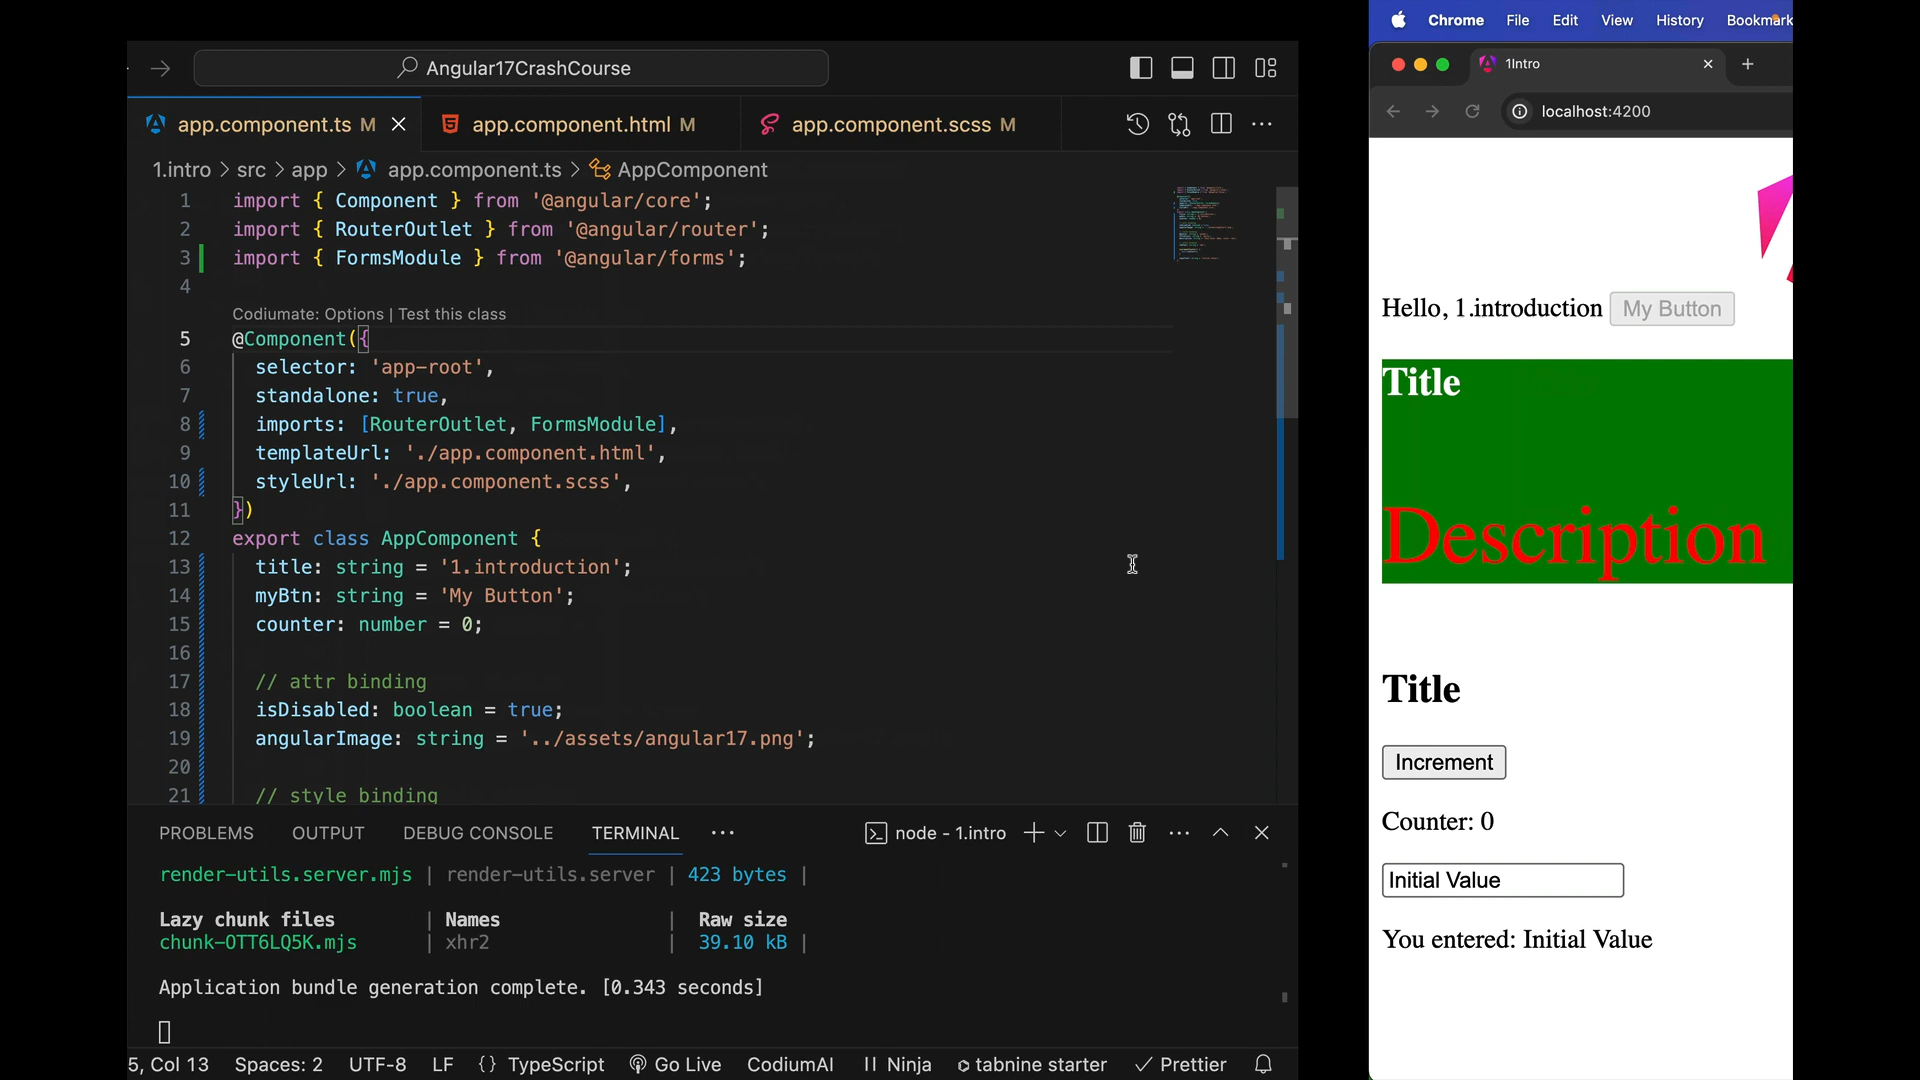 Angular17CrashCourse
app.component.ts M
app.component.html M
app.component.scss M
1.intro > src > app > app.component.ts > AppComponent
1 import { Component } from '@angular/core';
2 import { RouterOutlet } from '@angular/router';
3 import { FormsModule } from '@angular/forms';
4
Codiumate: Options | Test this class
5 @Component({
6 selector: 'app-root',
7 standalone: true,
8 imports: [RouterOutlet, FormsModule],
9 templateUrl: './app.component.html',
10 styleUrl: './app.component.scss',
11 })
12 export class AppComponent {
13 title: string = '1.introduction';
14 myBtn: string = 'My Button';
15 counter: number = 0;
16
17 // attr binding
18 isDisabled: boolean = true;
19 angularImage: string = '../assets/angular17.png';
20
21 // style binding
PROBLEMS OUTPUT DEBUG CONSOLE TERMINAL
node - 1.intro
render-utils.server.mjs | render-utils.server | 423 bytes |
Lazy chunk files | Names | Raw size
chunk-OTT6LQ5K.mjs | xhr2 | 39.10 kB |
Application bundle generation complete. [0.343 seconds]
5, Col 13 Spaces: 2 UTF-8 LF {} TypeScript Go Live CodiumAI Ninja tabnine starter Prettier
Chrome File Edit View History Bookmark
1Intro
localhost:4200
Hello, 1.introduction My Button
Title
Description
Title
Increment
Counter: 0
Initial Value
You entered: Initial Value